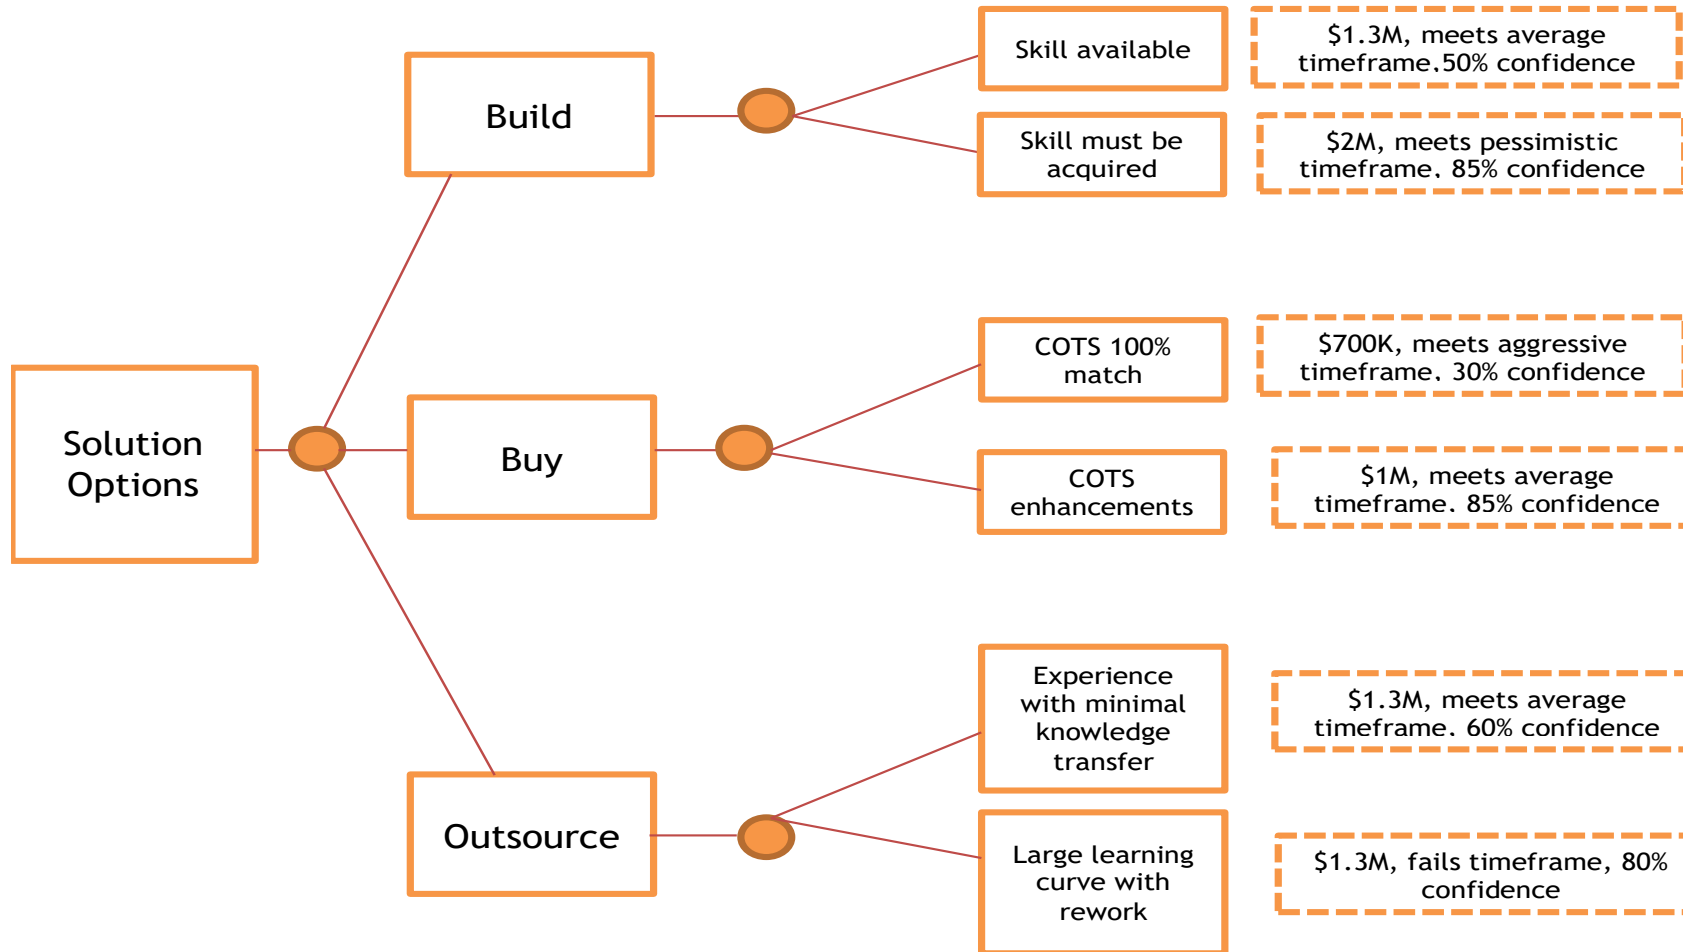 Solution
Options
Build
Skill available
$1.3M, meets average
timeframe,50% confidence
Skill must be
acquired
$2M, meets pessimistic
timeframe, 85% confidence
Buy
COTS 100%
match
$700K, meets aggressive
timeframe, 30% confidence
COTS
enhancements
$1M, meets average
timeframe, 85% confidence
Outsource
Experience
with minimal
knowledge
transfer
$1.3M, meets average
timeframe, 60% confidence
Large learning
curve with
rework
$1.3M, fails timeframe, 80%
confidence